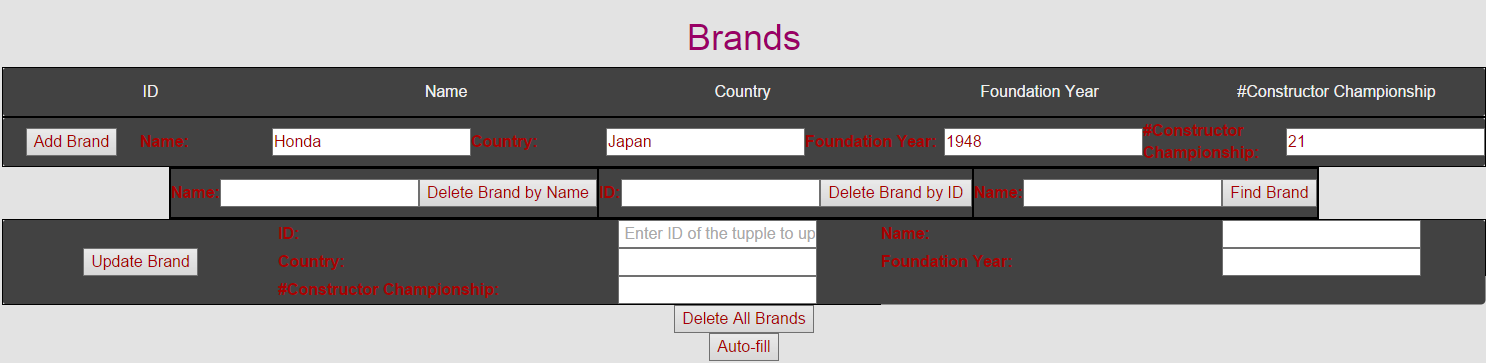 Brands
ID Name Country Foundation Year #Constructor Championship
Add Brand Name: Honda Country: Japan Foundation Year: 1948 #Constructor Championship: 21
Name: Delete Brand by Name ID: Delete Brand by ID Name: Find Brand
ID: Enter ID of the tupple to up Name:
Update Brand Country: Foundation Year:
#Constructor Championship:
Delete All Brands
Auto-fill